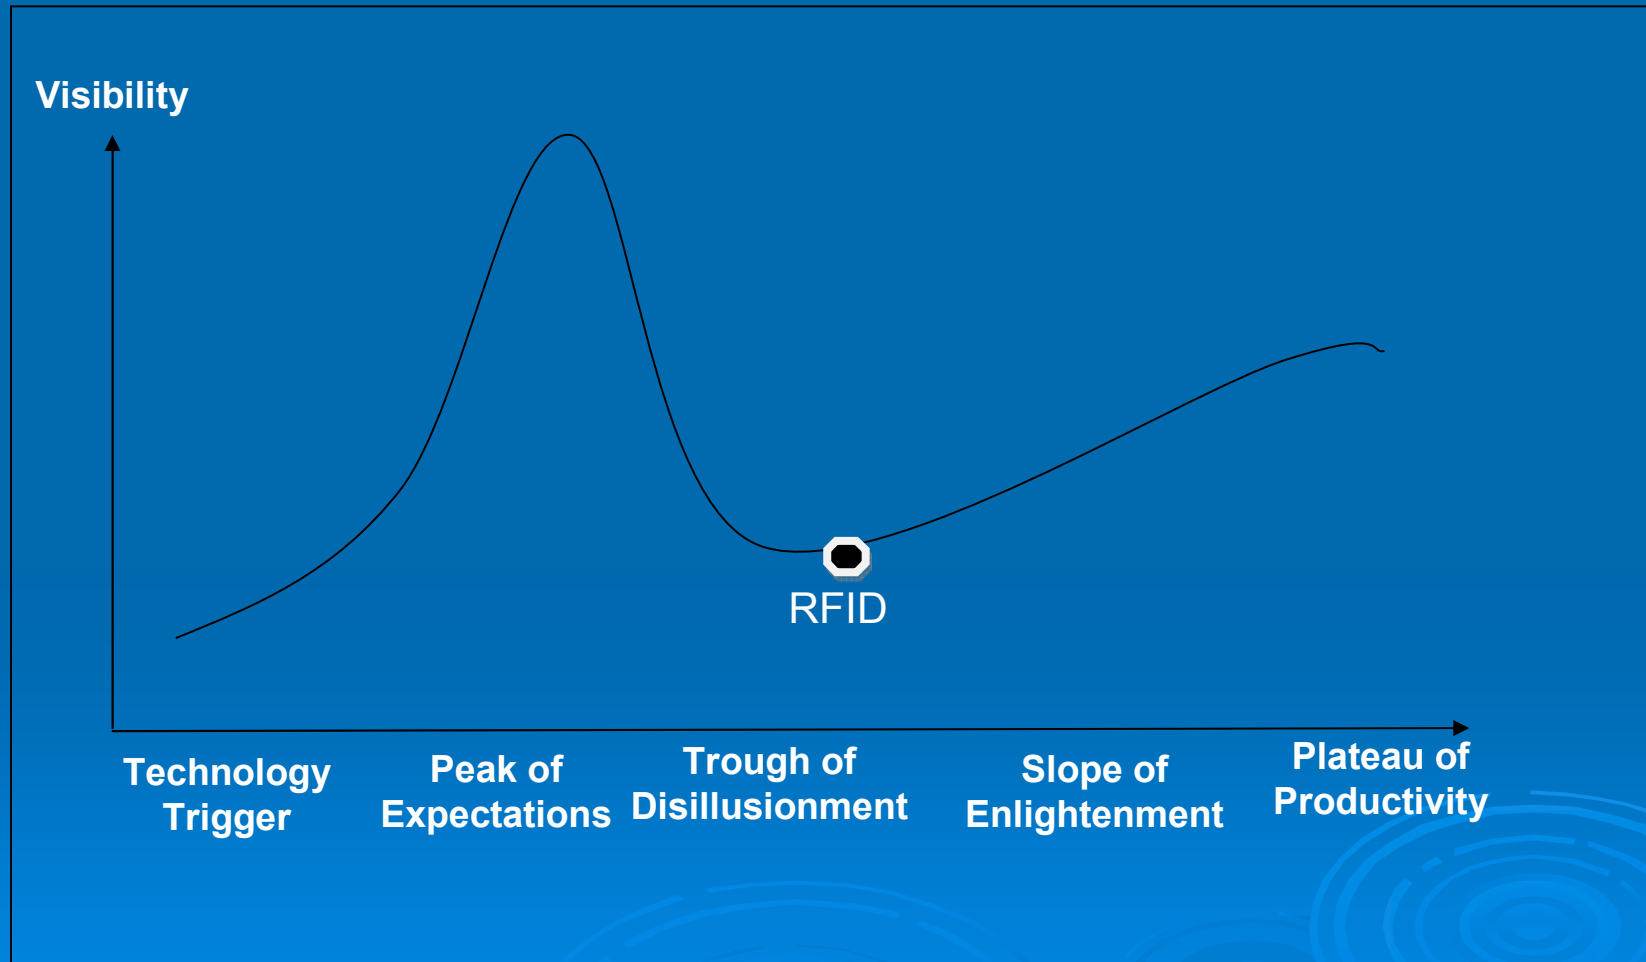 Visibility
RFID
Technology
Trigger
Peak of
Expectations
Trough of
Disillusionment
Slope of
Enlightenment
Plateau of
Productivity